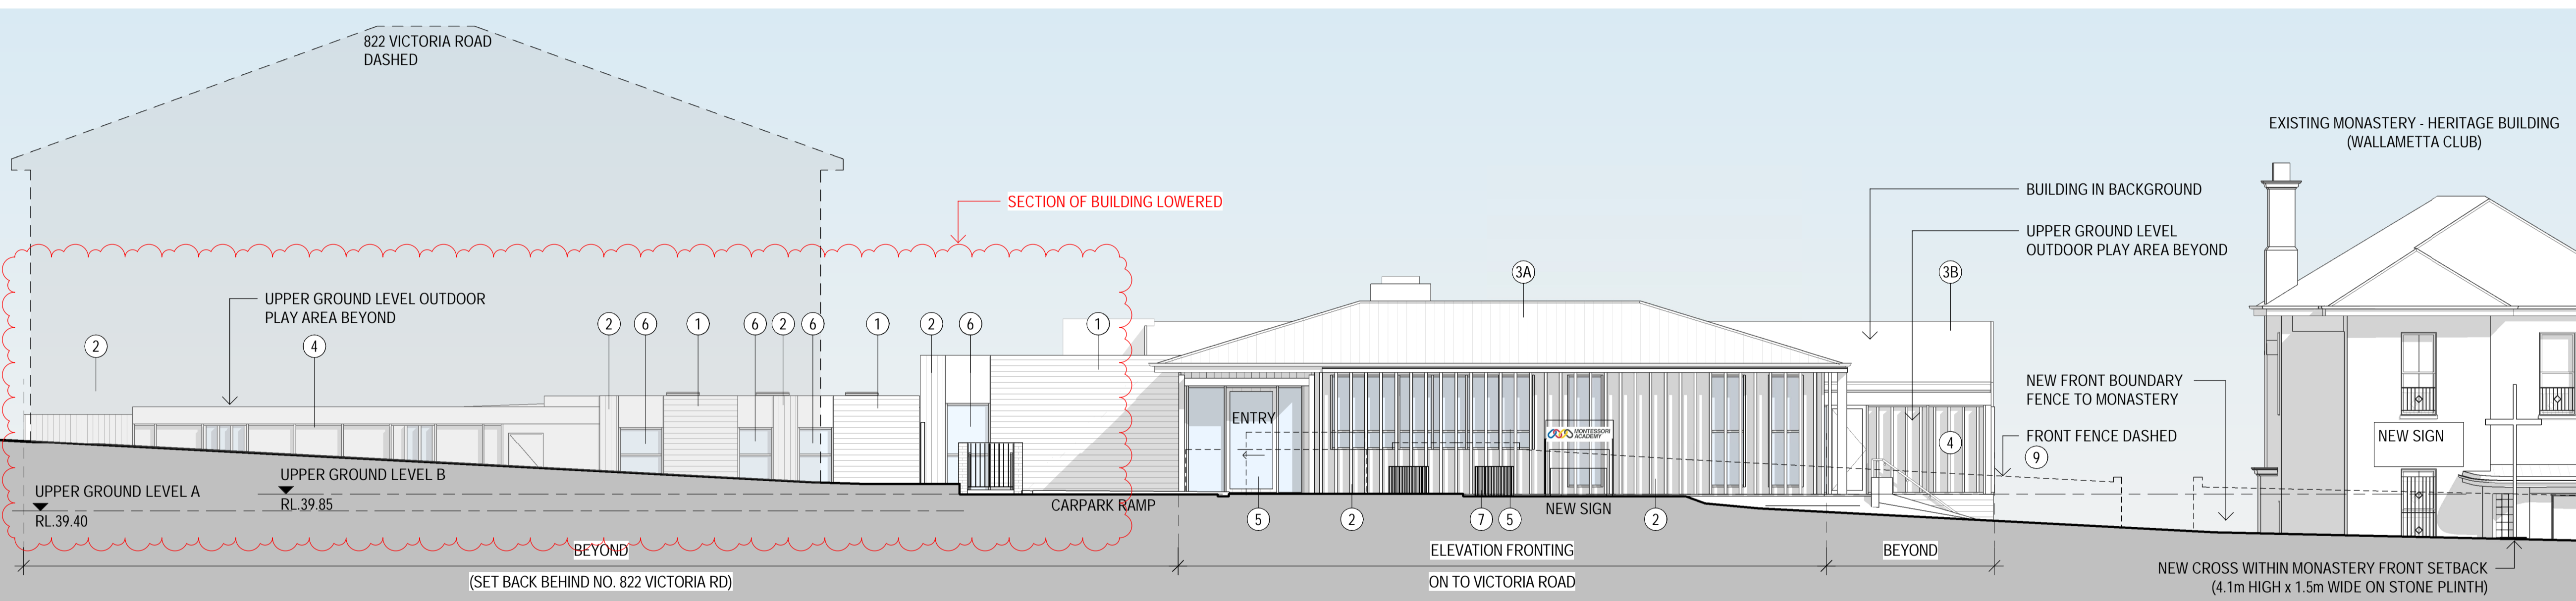 822 VICTORIA ROAD
DASHED
EXISTING MONASTERY - HERITAGE BUILDING
(WALLAMETTA CLUB)
SECTION OF BUILDING LOWERED
BUILDING IN BACKGROUND
UPPER GROUND LEVEL
OUTDOOR PLAY AREA BEYOND
3A
3B
UPPER GROUND LEVEL OUTDOOR
PLAY AREA BEYOND
2
4
2
6
1
6
2
6
1
2
6
1
NEW FRONT BOUNDARY
FENCE TO MONASTERY
ENTRY
MONTESSORI
ACADEMY
4
FRONT FENCE DASHED
9
NEW SIGN
UPPER GROUND LEVEL A
RL.39.40
UPPER GROUND LEVEL B
RL.39.85
CARPARK RAMP
5
2
7
5
NEW SIGN
2
BEYOND
(SET BACK BEHIND NO. 822 VICTORIA RD)
ELEVATION FRONTING
ON TO VICTORIA ROAD
BEYOND
NEW CROSS WITHIN MONASTERY FRONT SETBACK
(4.1m HIGH x 1.5m WIDE ON STONE PLINTH)